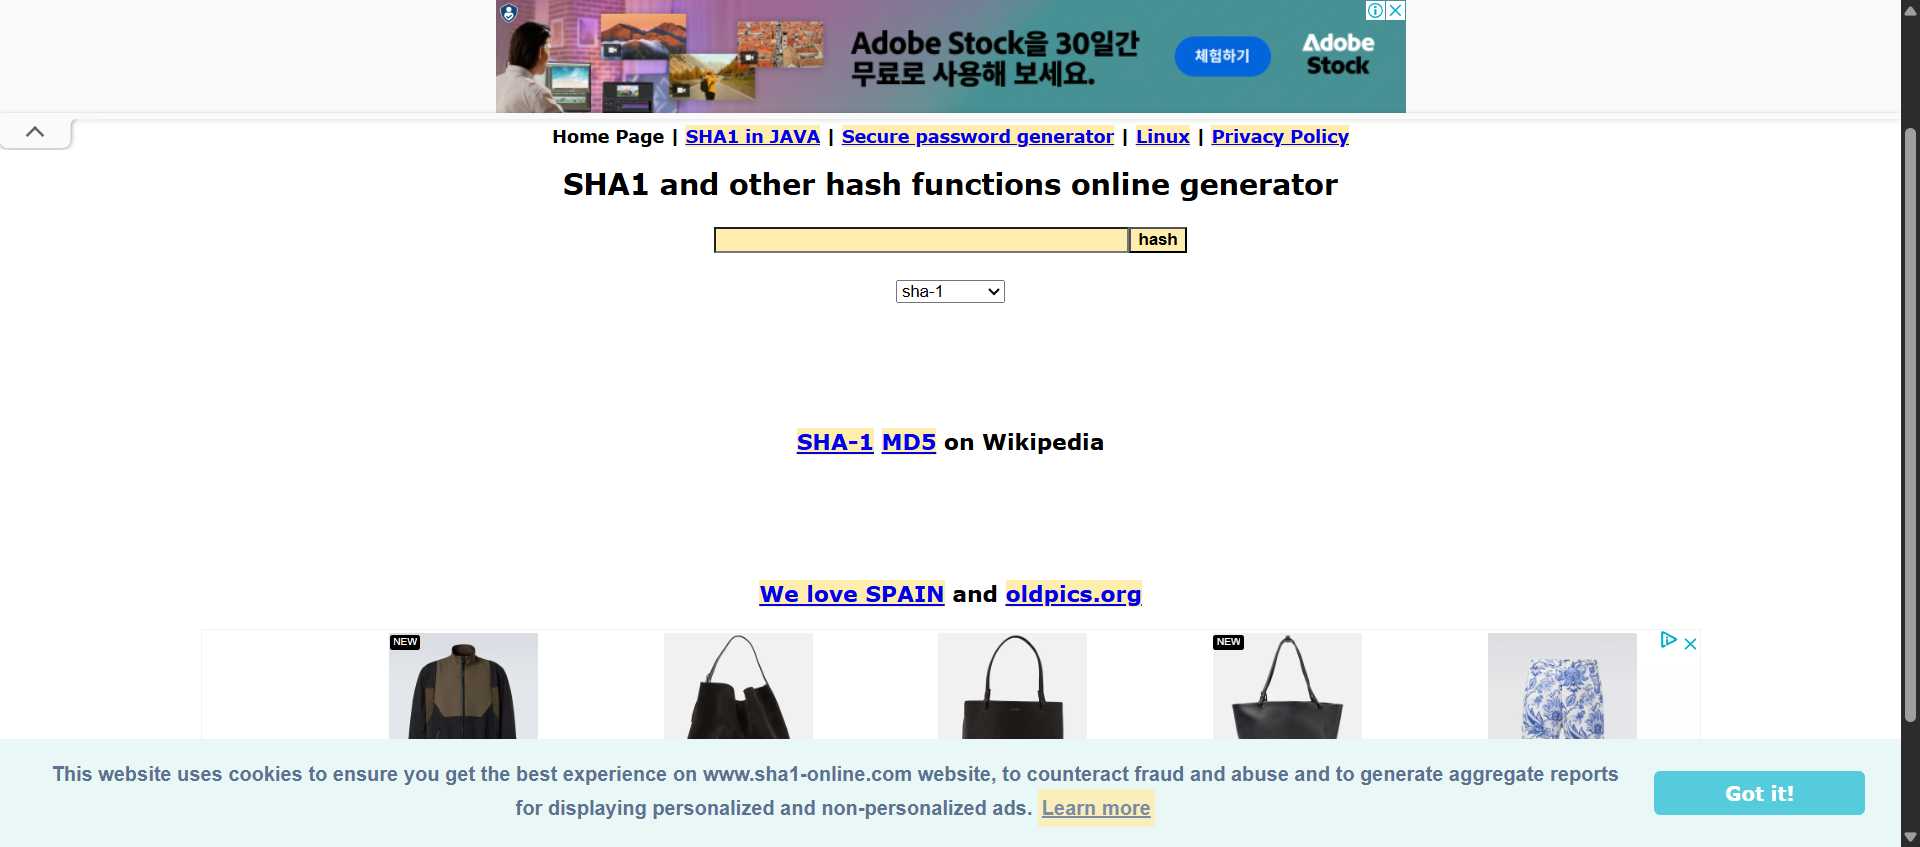 Adobe Stock을 30일간
무료로 사용해 보세요.
체험하기
Adobe
Stock
Home Page | SHA1 in JAVA | Secure password generator | Linux | Privacy Policy
SHA1 and other hash functions online generator
hash
sha-1
SHA-1 MD5 on Wikipedia
We love SPAIN and oldpics.org
NEW
NEW
This website uses cookies to ensure you get the best experience on www.sha1-online.com website, to counteract fraud and abuse and to generate aggregate reports
for displaying personalized and non-personalized ads. Learn more
Got it!